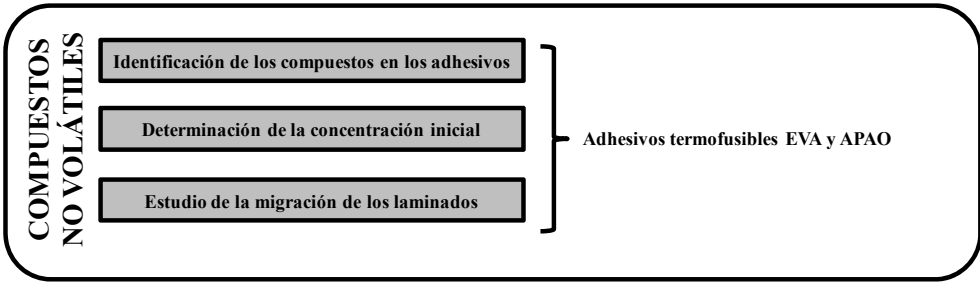 COMPUESTOS
NO VOLÁTILES
Identificación de los compuestos en los adhesivos
Determinación de la concentración inicial
Estudio de la migración de los laminados
Adhesivos termofusibles EVA y APAO